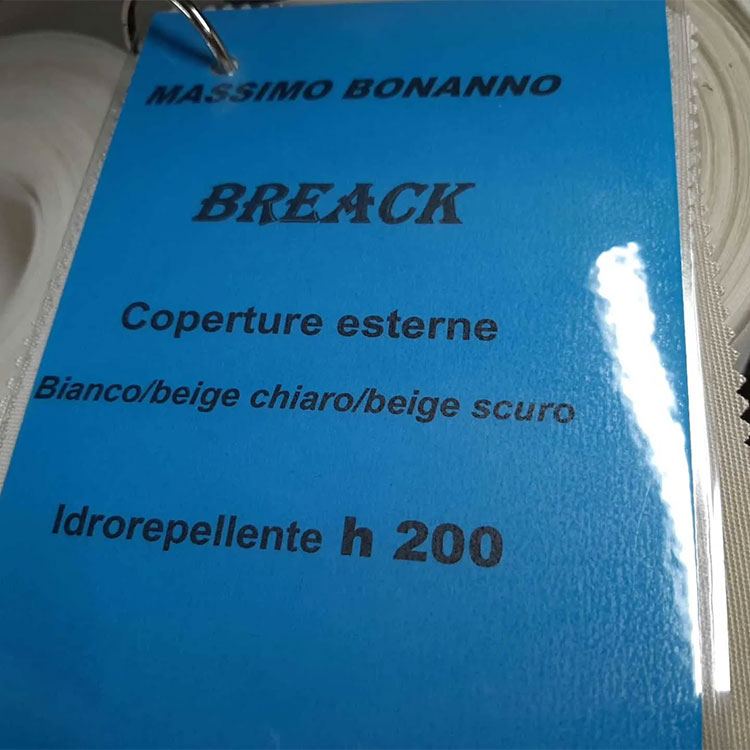 MASSIMO BONANNO
BREACK
Coperture esterne
Bianco/beige chiaro/beige scuro
Idrorepellente h 200